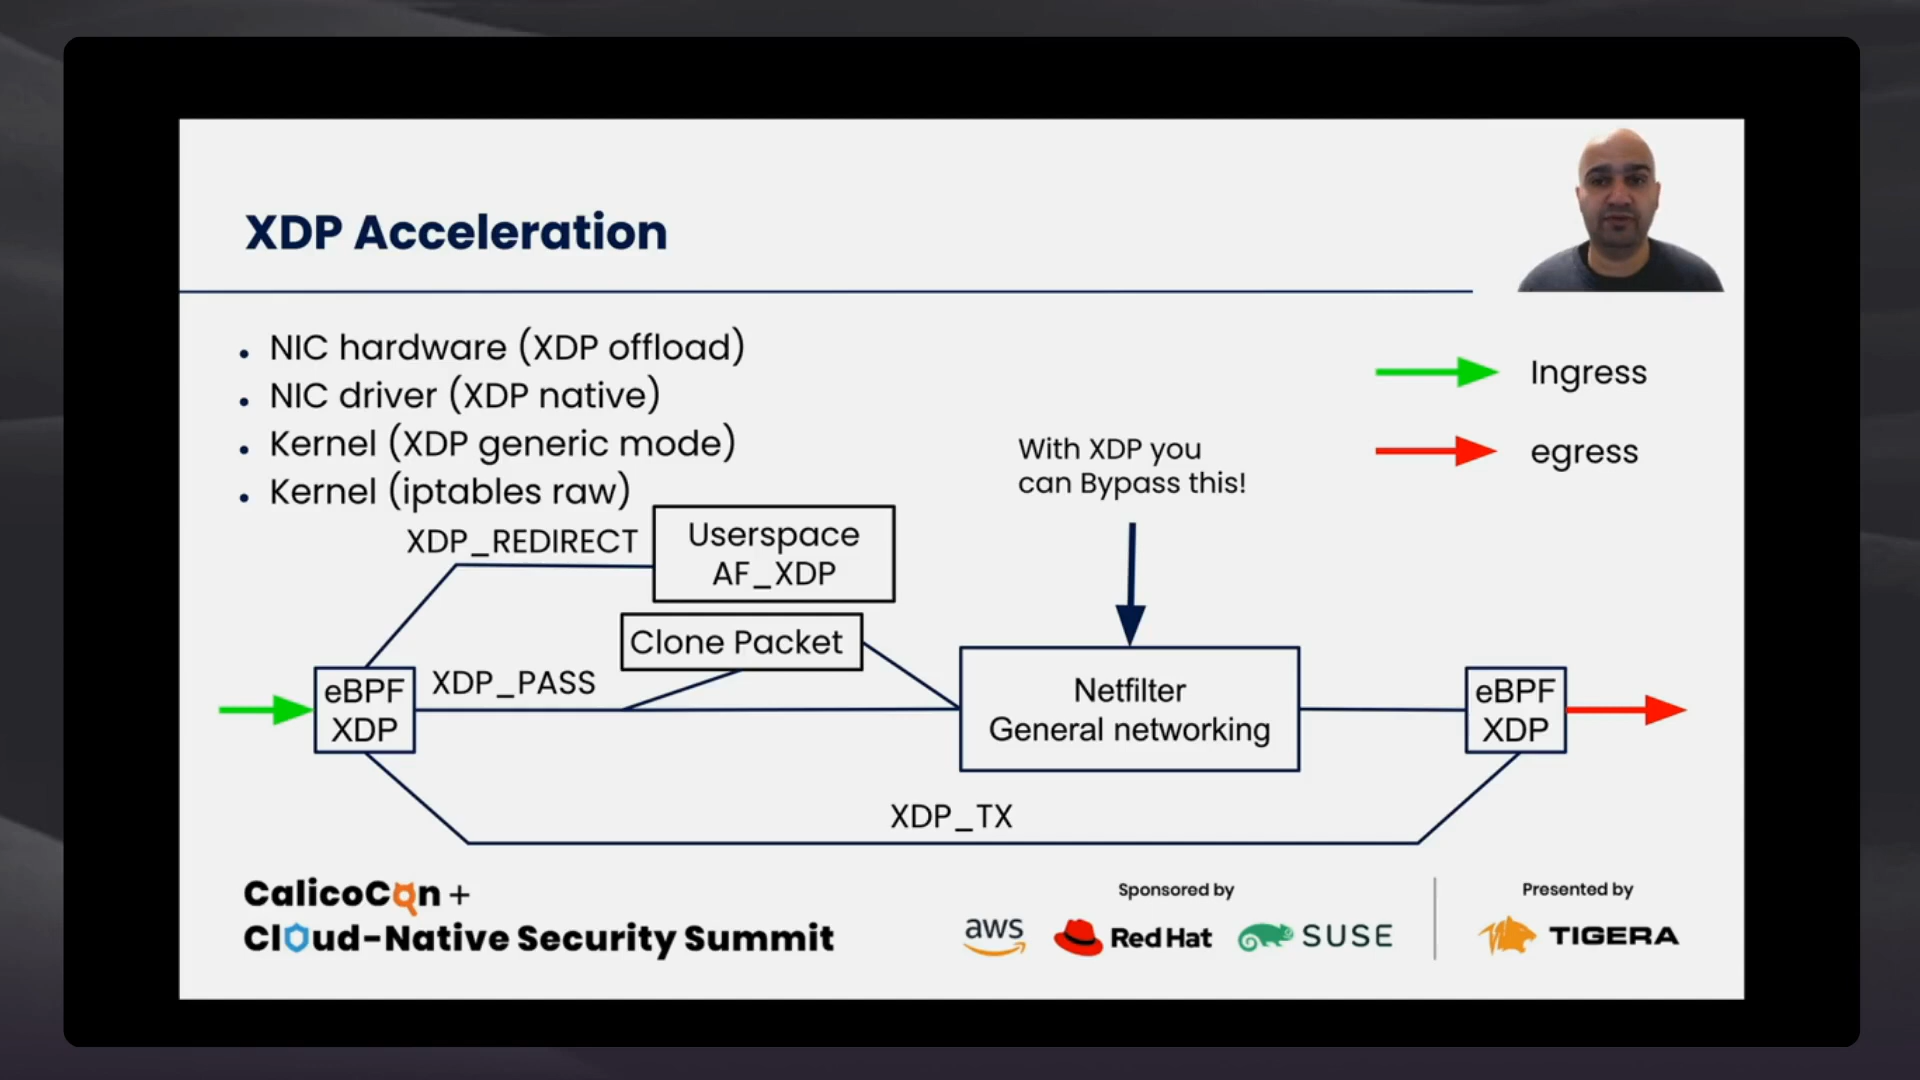 XDP Acceleration
NIC hardware (XDP offload)
NIC driver (XDP native)
Kernel (XDP generic mode)
Kernel (iptables raw)
Ingress
egress
With XDP you
can Bypass this!
XDP_REDIRECT
Userspace
AF_XDP
Clone Packet
eBPF
XDP
XDP_PASS
Netfilter
General networking
eBPF
XDP
XDP_TX
CalicoCon +
Cloud-Native Security Summit
Sponsored by
aws
Red Hat
SUSE
Presented by
TIGERA